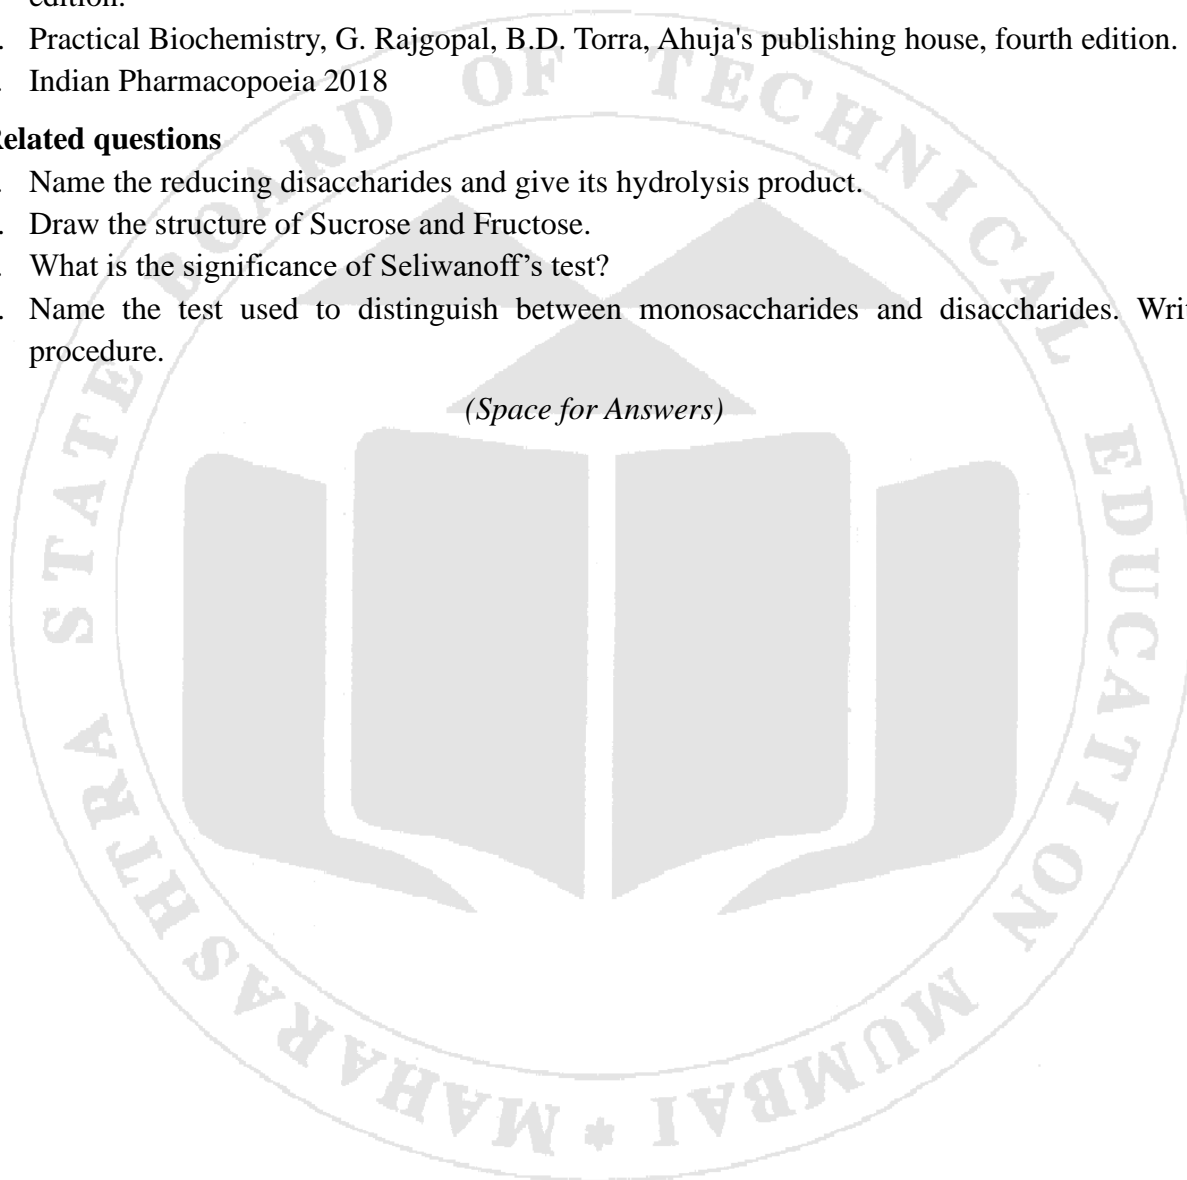 edition.
. Practical Biochemistry, G. Rajgopal, B.D. Torra, Ahuja's publishing house, fourth edition.
. Indian Pharmacopoeia 2018
Related questions
. Name the reducing disaccharides and give its hydrolysis product.
. Draw the structure of Sucrose and Fructose.
. What is the significance of Seliwanoff’s test?
. Name the test used to distinguish between monosaccharides and disaccharides. Writ
procedure.
(Space for Answers)
MAHARASHTRA STATE BOARD OF TECHNICAL EDUCATION MUMBAI *